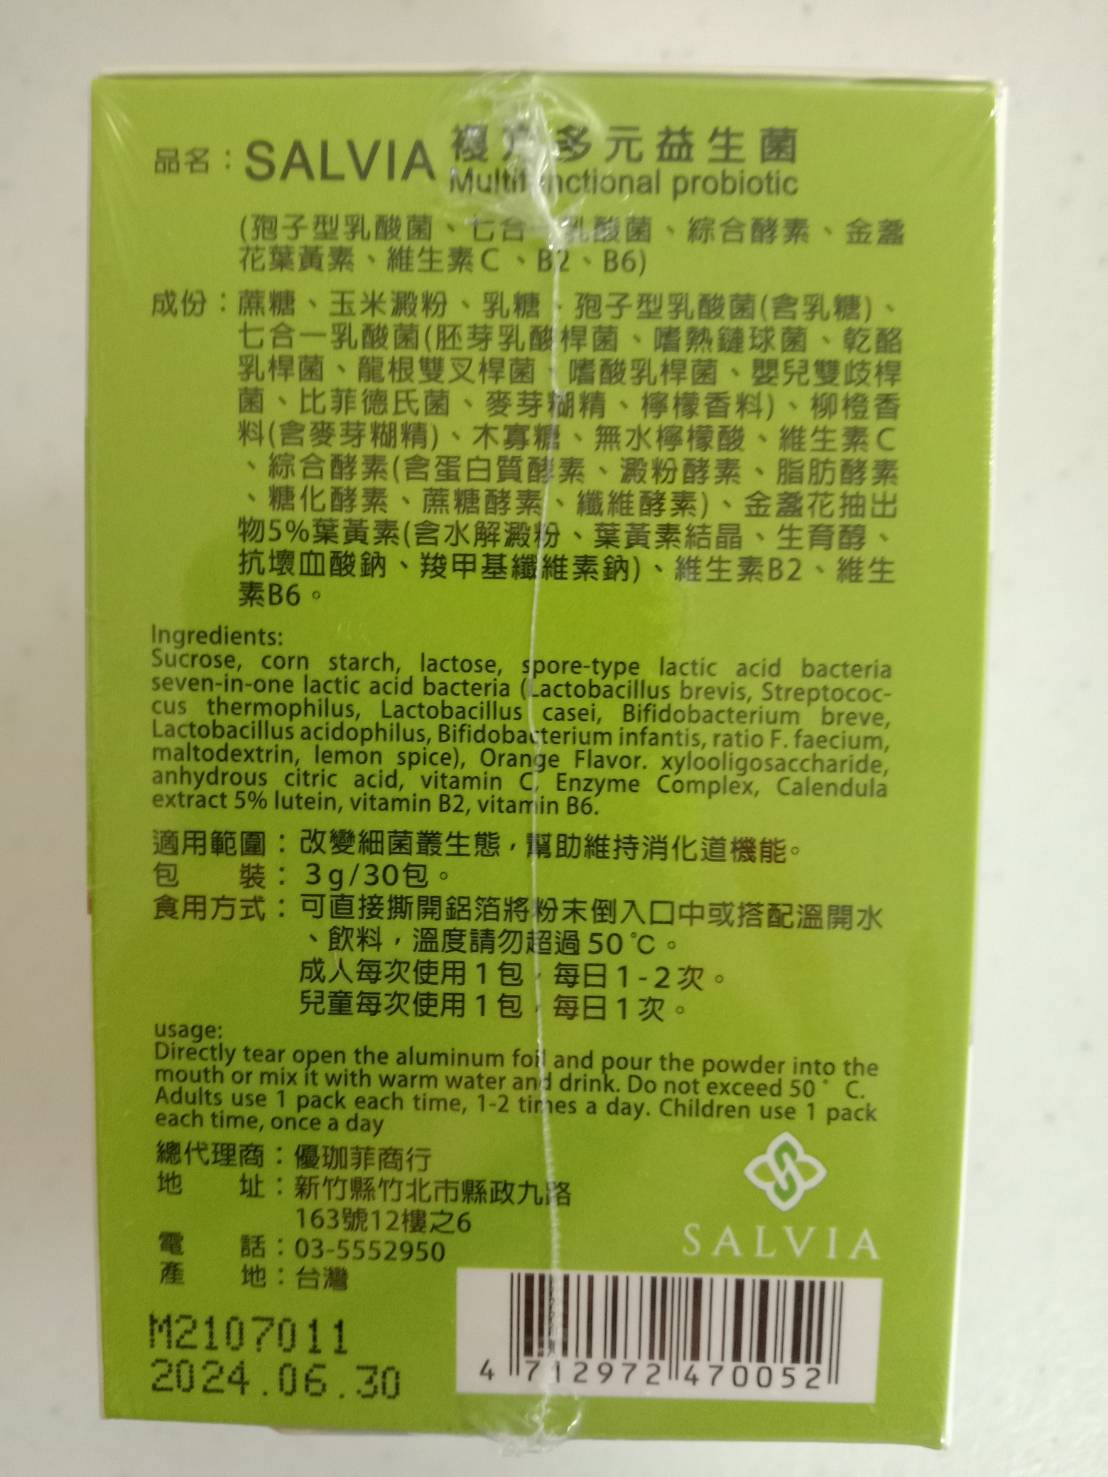 品名：SALVIA 複方多元益生菌
Multifunctional probiotic
(孢子型乳酸菌、七合一乳酸菌、綜合酵素、金盞
花葉黃素、維生素C、B2、B6)
成份：蔗糖、玉米澱粉、乳糖、孢子型乳酸菌(含乳糖)、
七合一乳酸菌(胚芽乳酸桿菌、嗜熱鏈球菌、乾酪
乳桿菌、龍根雙叉桿菌、嗜酸乳桿菌、嬰兒雙歧桿
菌、比菲德氏菌、麥芽糊精、檸檬香料)、柳橙香
料(含麥芽糊精)、木寡糖、無水檸檬酸、維生素C
、綜合酵素(含蛋白質酵素、澱粉酵素、脂肪酵素
、糖化酵素、蔗糖酵素、纖維酵素)、金盞花抽出
物5%葉黃素(含水解澱粉、葉黃素結晶、生育醇、
抗壞血酸鈉、羧甲基纖維素鈉)、維生素B2、維生
素B6。
Ingredients:
Sucrose, corn starch, lactose, spore-type lactic acid bacteria
seven-in-one lactic acid bacteria (Lactobacillus brevis, Streptococ-
cus thermophilus, Lactobacillus casei, Bifidobacterium breve,
Lactobacillus acidophilus, Bifidobacterium infantis, ratio F. faecium,
maltodextrin, lemon spice), Orange Flavor. xylooligosaccharide,
anhydrous citric acid, vitamin C, Enzyme Complex, Calendula
extract 5% lutein, vitamin B2, vitamin B6.
適用範圍：改變細菌叢生態，幫助維持消化道機能。
包 裝：3g/30包。
食用方式：可直接撕開鋁箔將粉末倒入口中或搭配溫開水
、飲料，溫度請勿超過50℃。
成人每次使用1包，每日1-2次。
兒童每次使用1包，每日1次。
usage:
Directly tear open the aluminum foil and pour the powder into the
mouth or mix it with warm water and drink. Do not exceed 50° C.
Adults use 1 pack each time, 1-2 times a day. Children use 1 pack
each time, once a day
總代理商：優珈菲商行
地 址：新竹縣竹北市縣政九路
163號12樓之6
電 話：03-5552950
產 地：台灣
SALVIA
M2107011
2024.06.30
4 712972 470052